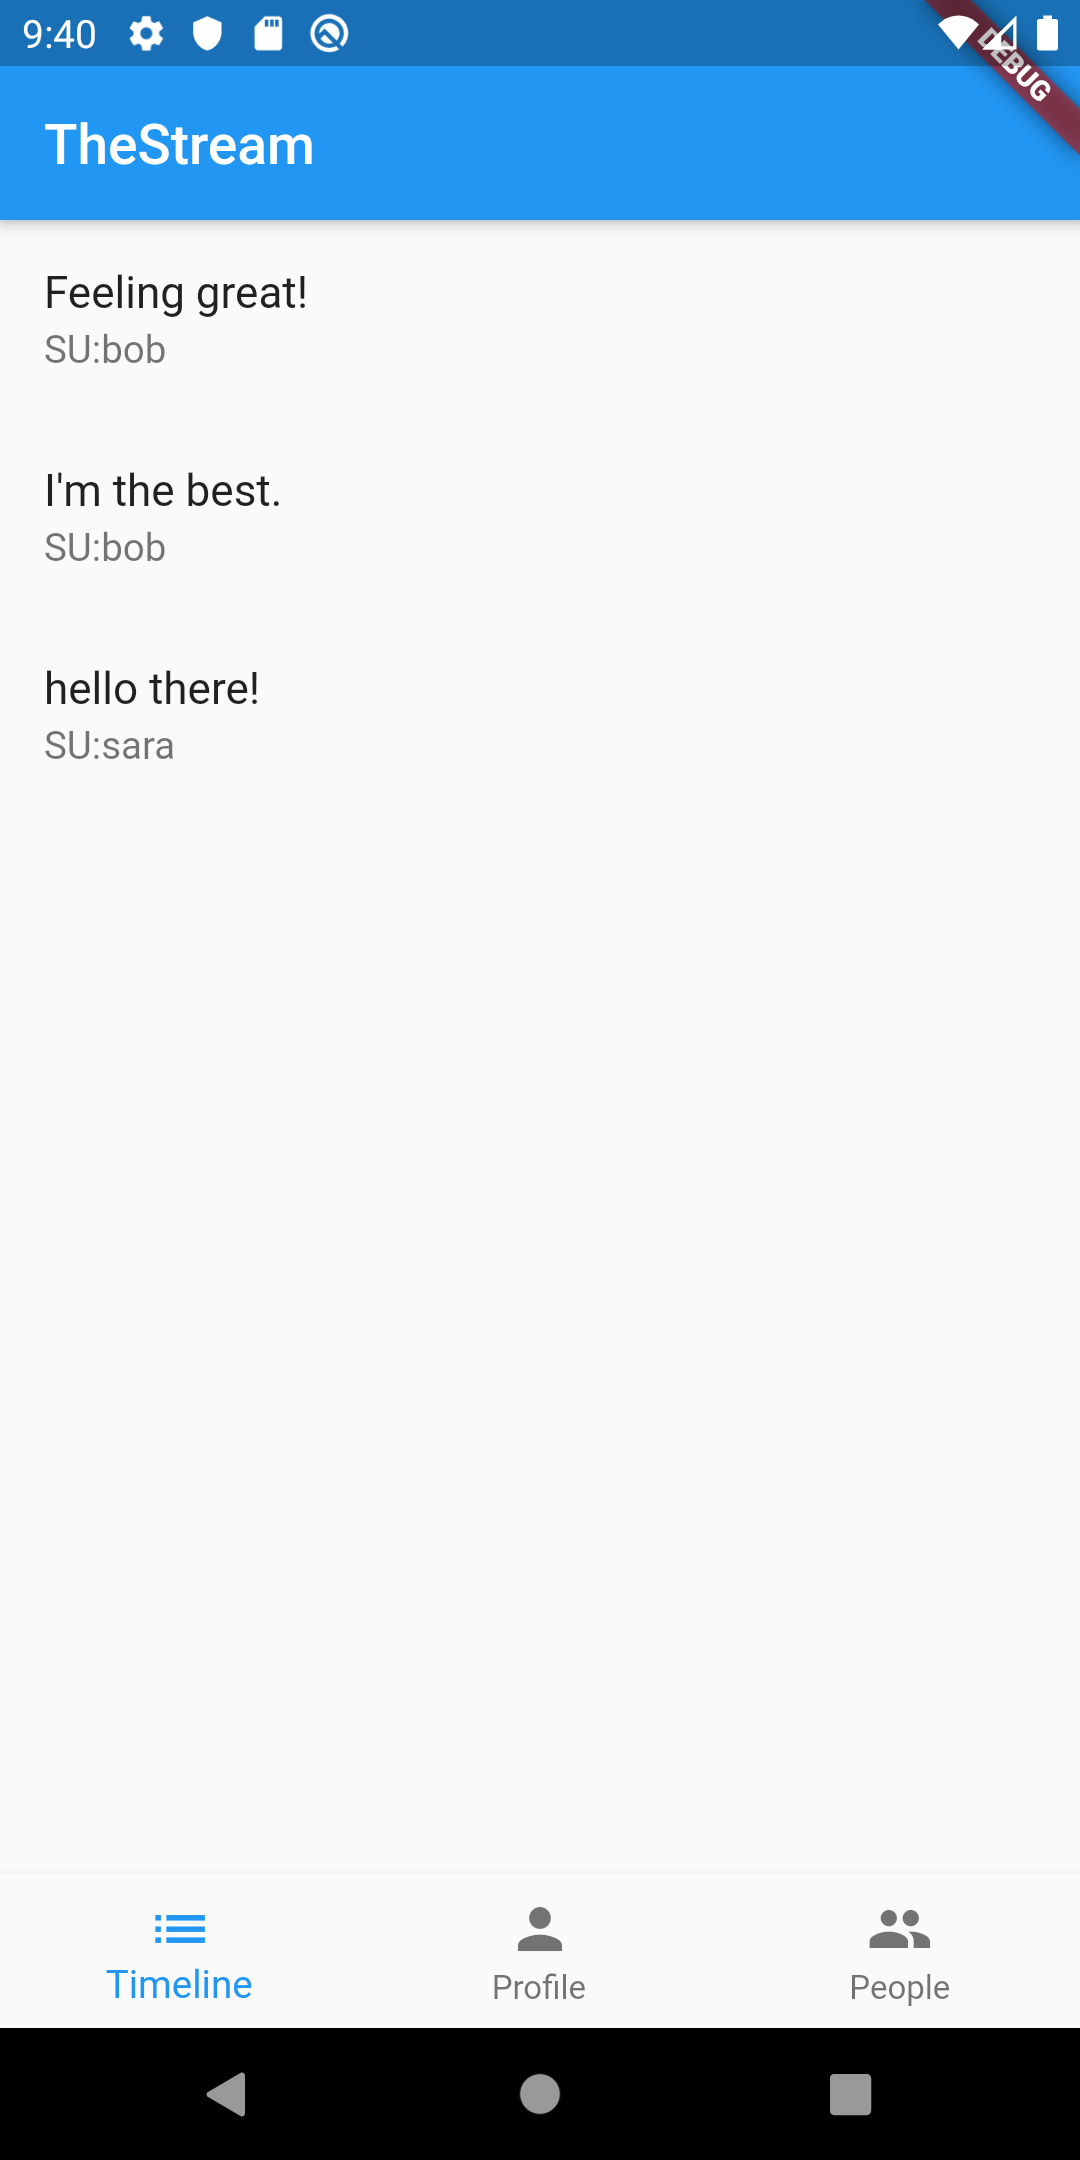 9:40
DEBUG
TheStream
Feeling great!
SU:bob
I'm the best.
SU:bob
hello there!
SU:sara
Timeline
Profile
People